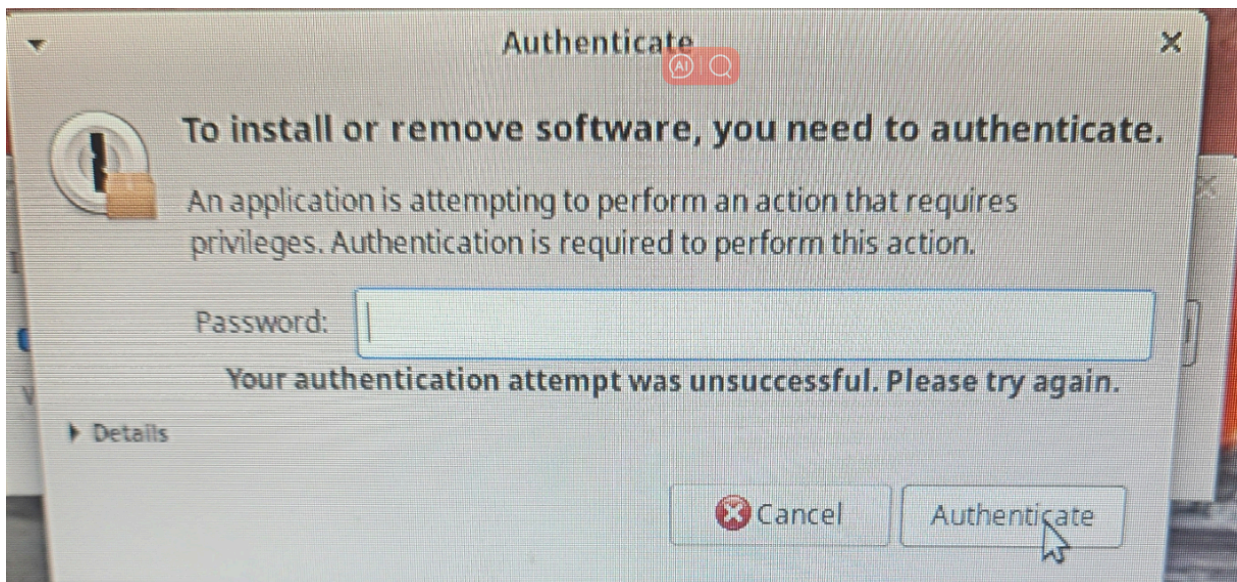 Authenticate
AI
To install or remove software, you need to authenticate.
An application is attempting to perform an action that requires
privileges. Authentication is required to perform this action.
Password:
Your authentication attempt was unsuccessful. Please try again.
Details
Cancel
Authenticate